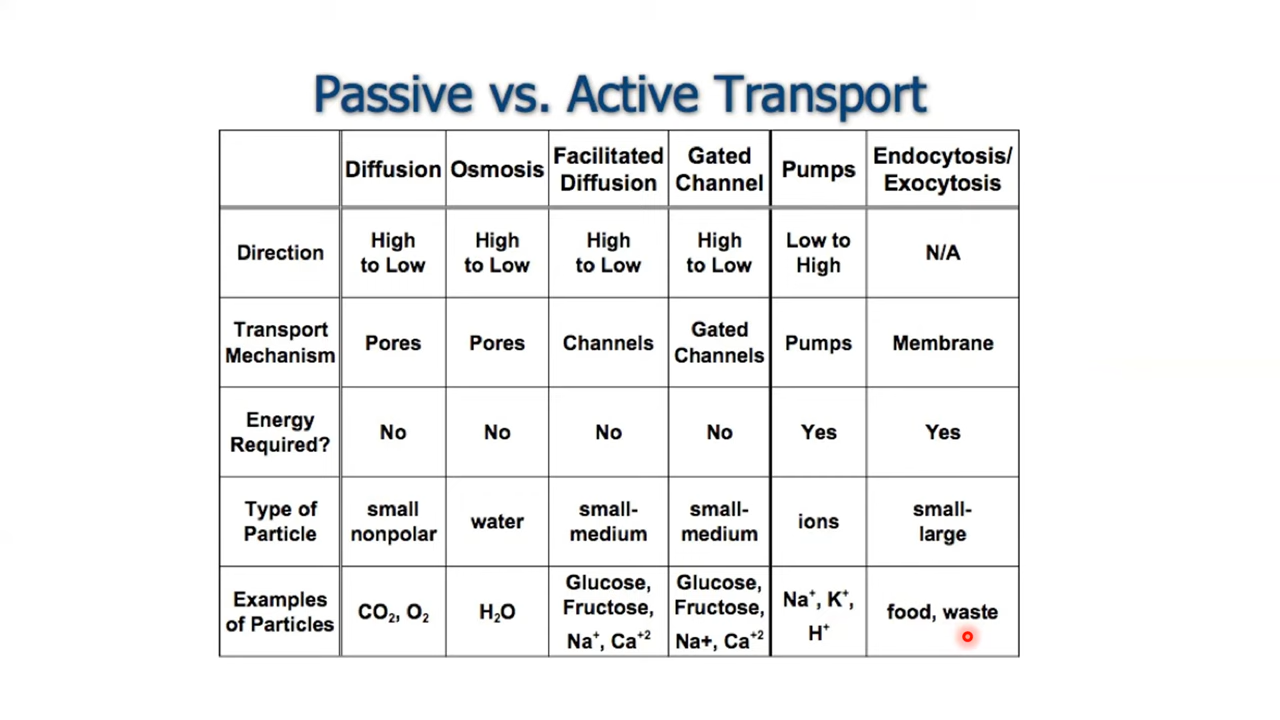 Passive vs. Active Transport
Diffusion Osmosis Facilitated Diffusion Gated Channel Pumps Endocytosis/ Exocytosis
Direction High to Low High to Low High to Low High to Low Low to High N/A
Transport Mechanism Pores Pores Channels Gated Channels Pumps Membrane
Energy Required? No No No No Yes Yes
Type of Particle small nonpolar water small-medium small-medium ions small-large
Examples of Particles CO₂, O₂ H₂O Glucose, Fructose, Na⁺, Ca⁺² Glucose, Fructose, Na+, Ca⁺² Na⁺, K⁺, H⁺ food, waste